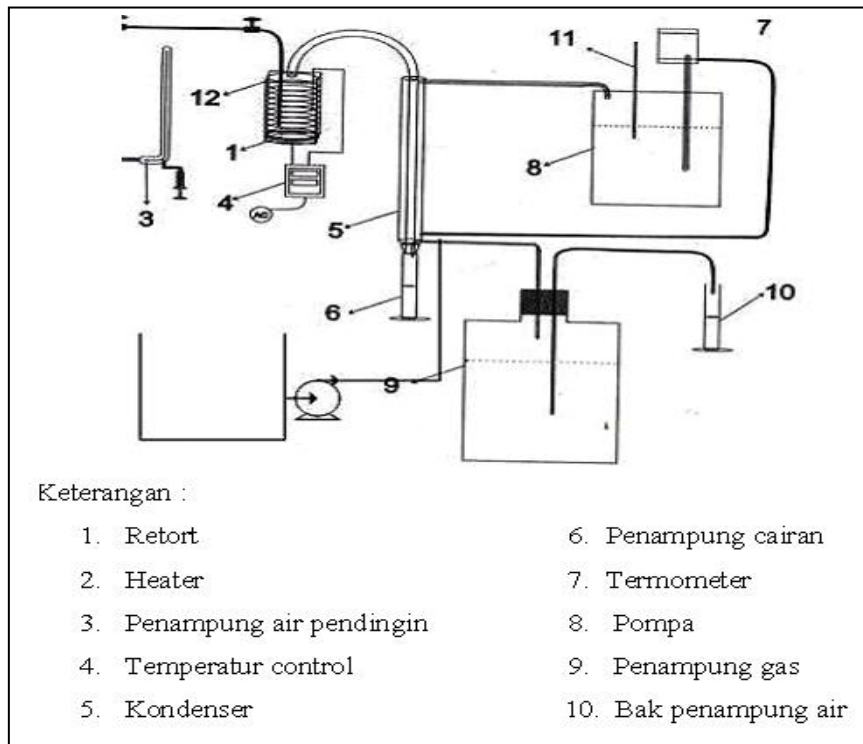 11
7
12
1
8
4
AC
3
5
6
10
9
Keterangan :
1. Retort
2. Heater
3. Penampung air pendingin
4. Temperatur control
5. Kondenser
6. Penampung cairan
7. Termometer
8. Pompa
9. Penampung gas
10. Bak penampung air